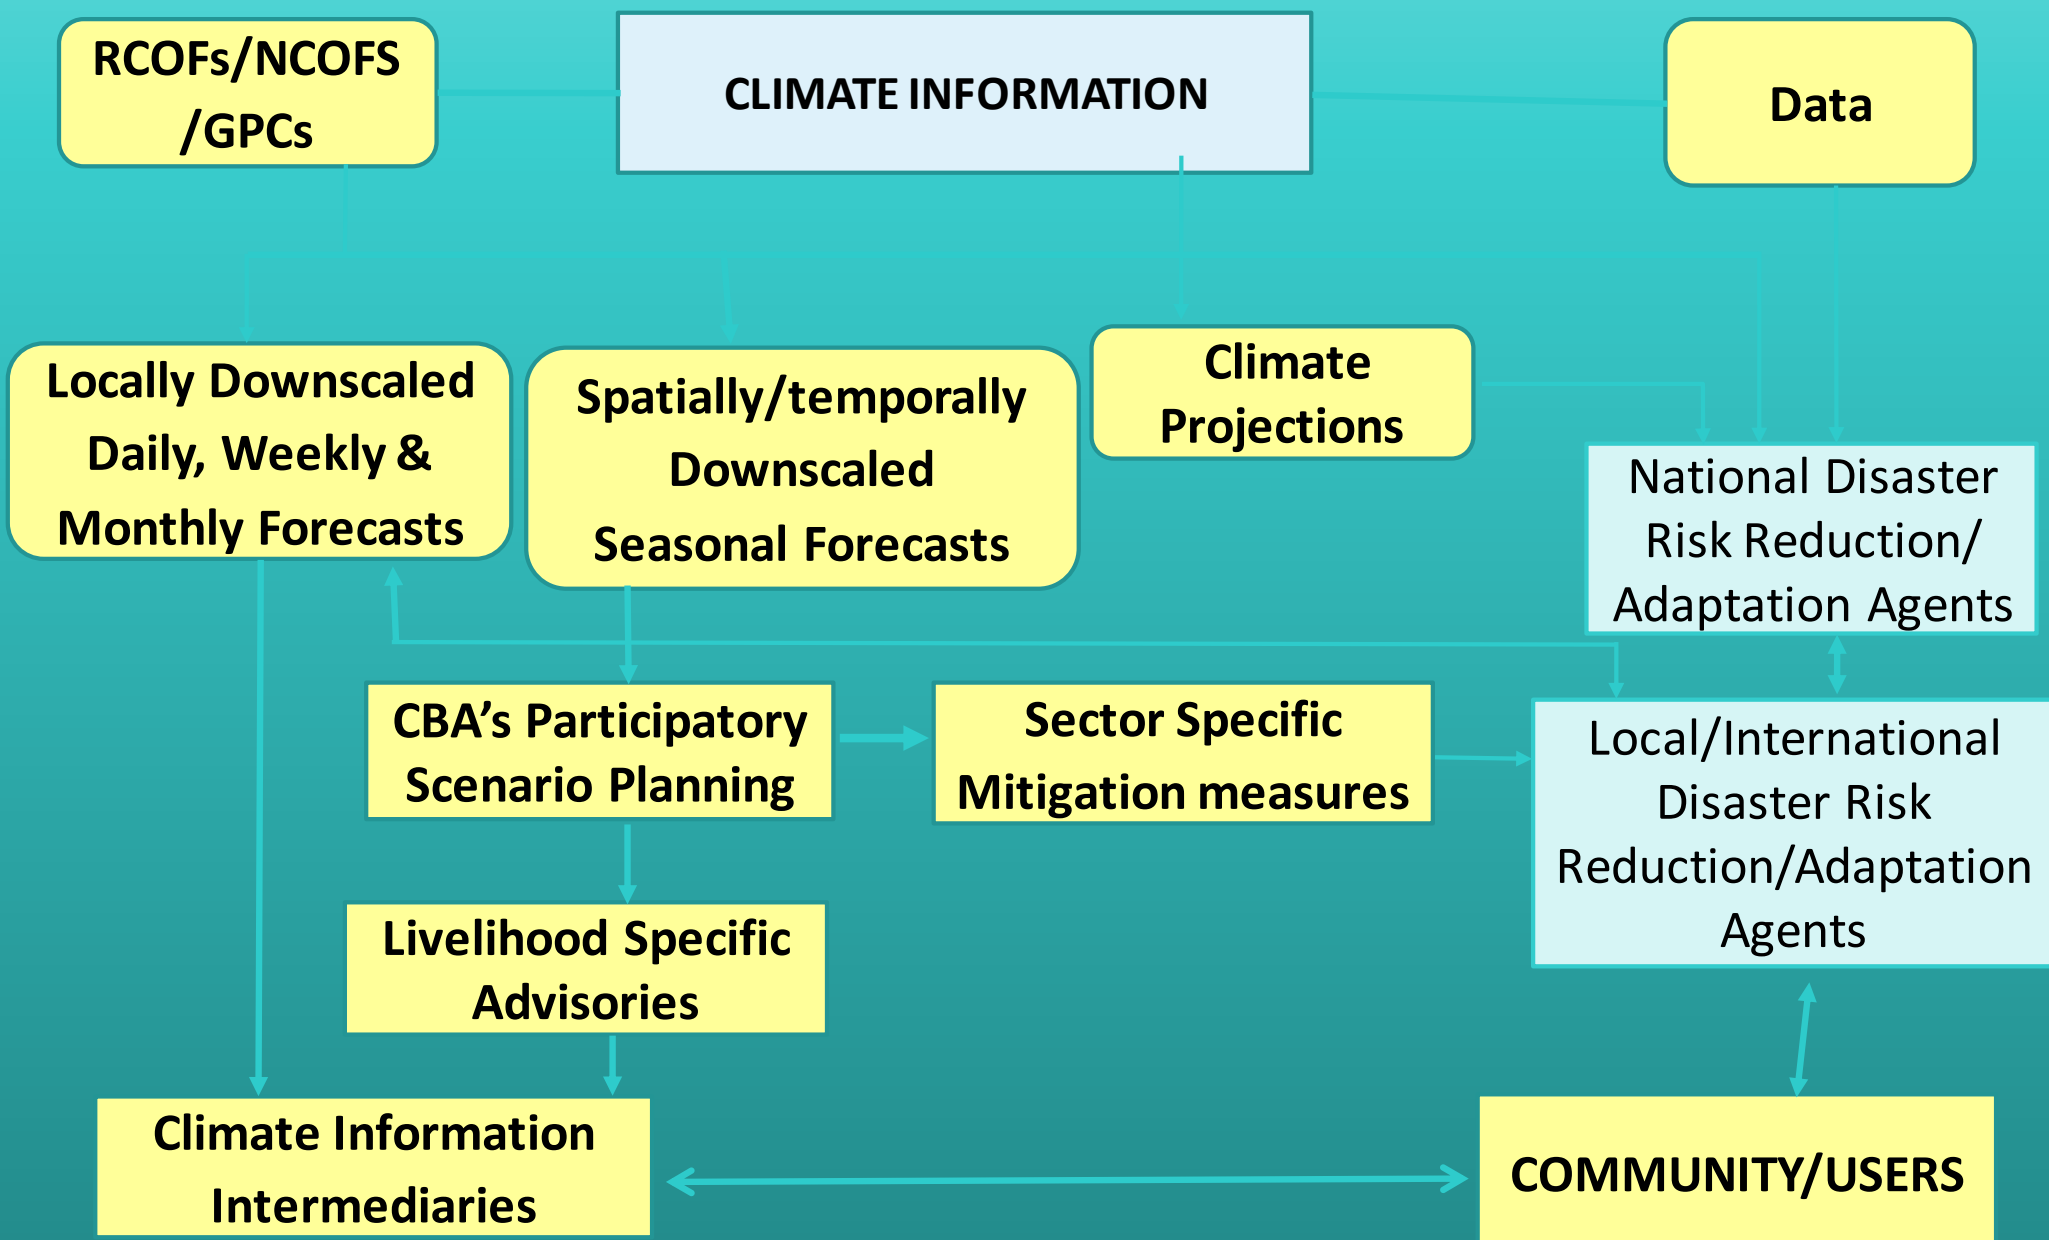 RCOFs/NCOFS
/GPCs
CLIMATE INFORMATION
Data
Locally Downscaled
Daily, Weekly &
Monthly Forecasts
Spatially/temporally
Downscaled
Seasonal Forecasts
Climate
Projections
National Disaster
Risk Reduction/
Adaptation Agents
CBA’s Participatory
Scenario Planning
Sector Specific
Mitigation measures
Local/International
Disaster Risk
Reduction/Adaptation
Agents
Livelihood Specific
Advisories
Climate Information
Intermediaries
COMMUNITY/USERS